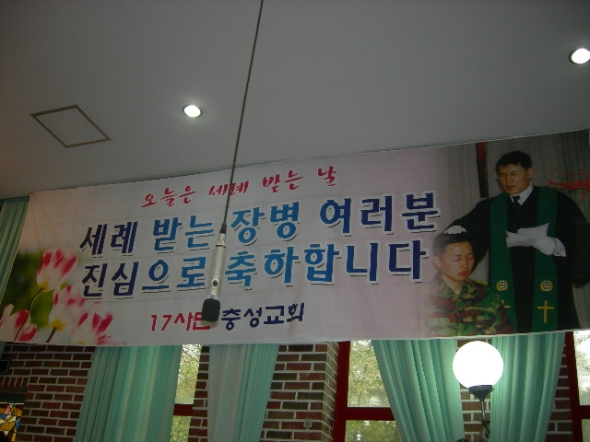 오늘은 세례 받는 날
세례 받는 장병 여러분
진심으로 축하합니다
17사단 충성교회